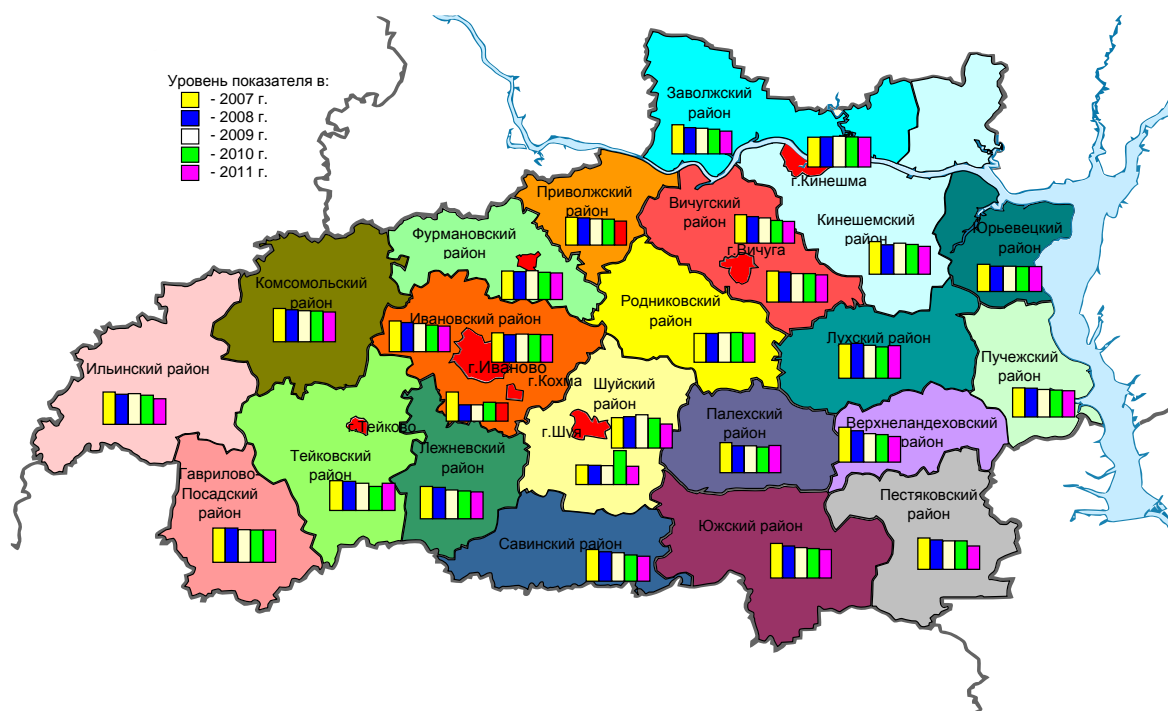 Уровень показателя в:
- 2007 г.
- 2008 г.
- 2009 г.
- 2010 г.
- 2011 г.
Заволжский
район
г.Кинешма
Приволжский
район
Вичугский
район
Кинешемский
район
Юрьевецкий
район
Фурмановский
район
г.Вичуга
Комсомольский
район
Ивановский район
Родниковский
район
Лухский район
Пучежский
район
Ильинский район
г.Иваново
г.Кохма
Шуйский
район
Палехский
район
Верхнеландеховский
район
г.Тейково
г.Шуя
Тейковский
район
Лежневский
район
Гаврилово-
Посадский
район
Пестяковский
район
Савинский район
Южский район